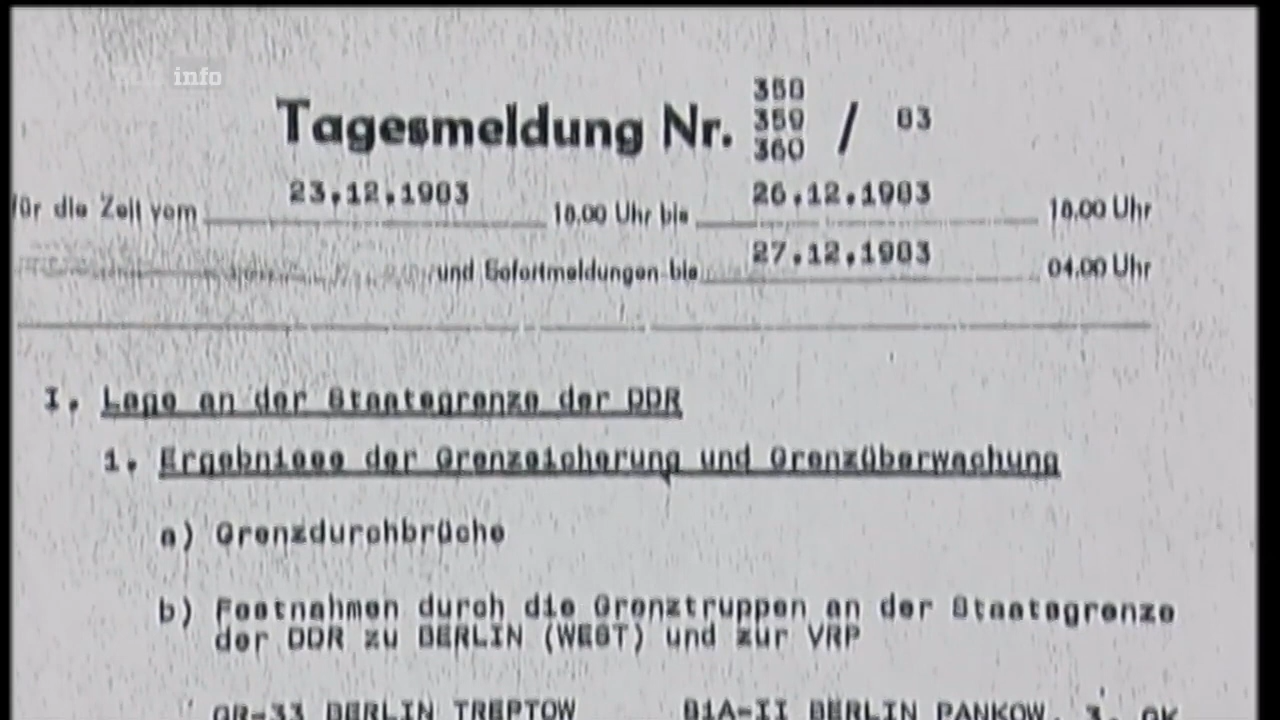 info
358
Tagesmeldung Nr. 359 / 83
360
für die Zeit vom 23.12.1983 18.00 Uhr bis 26.12.1983 18.00 Uhr
und Sofortmeldungen bis 27.12.1983 04.00 Uhr
I. Lage an der Staatsgrenze der DDR
1. Ergebnisse der Grenzsicherung und Grenzüberwachung
a) Grenzdurchbrüche
b) Festnahmen durch die Grenztruppen an der Staatsgrenze
der DDR zu BERLIN (WEST) und zur VRP
GR-33 BERLIN TREPTOW BERLIN PANKOW, 3. GK